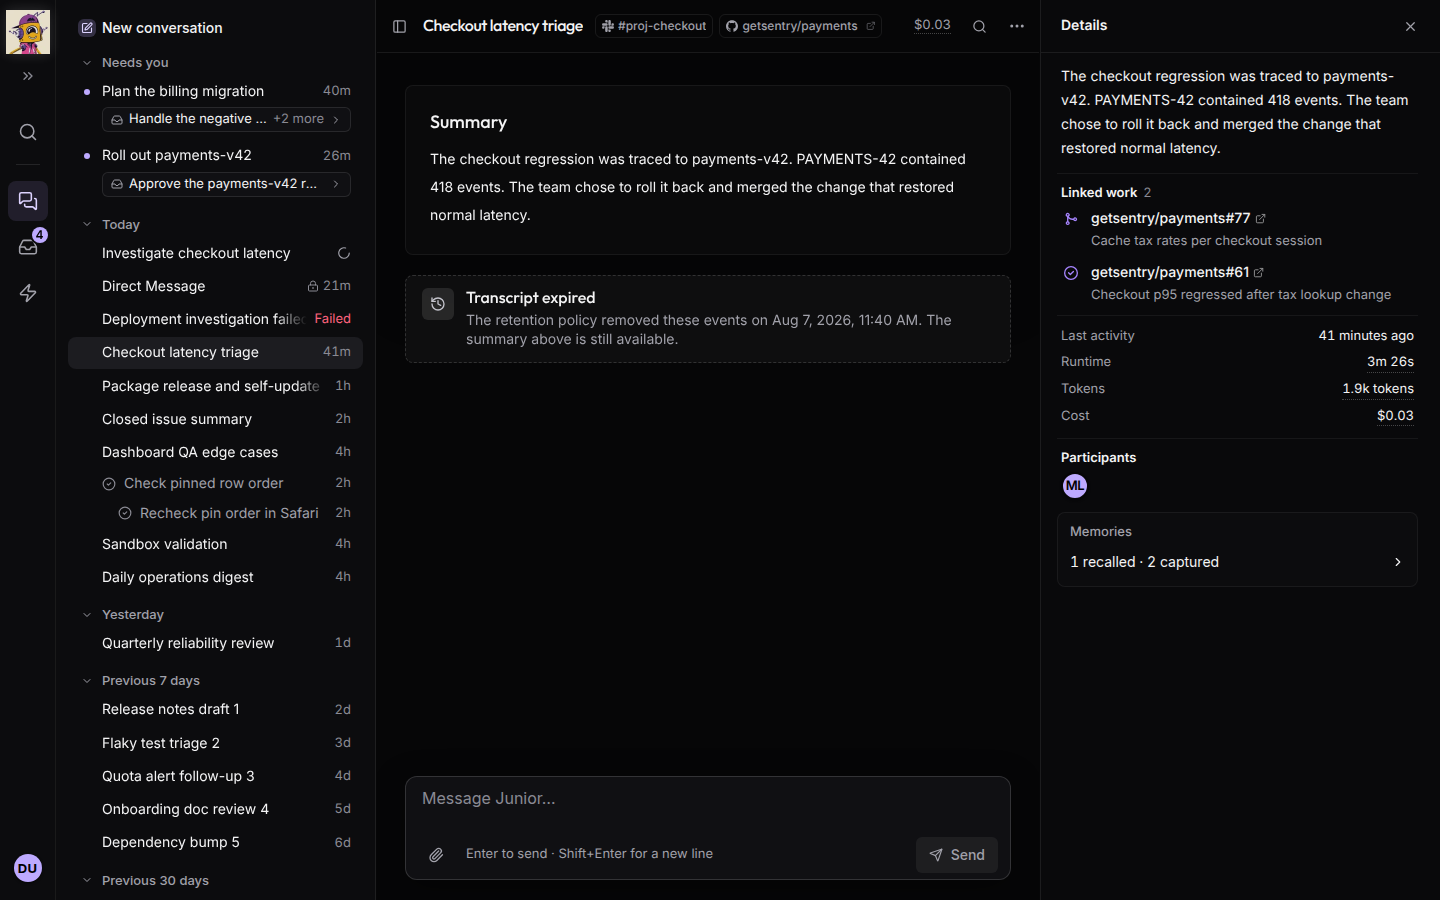 New conversation
Needs you
Plan the billing migration 40m
Handle the negative ... +2 more
Roll out payments-v42 26m
Approve the payments-v42 r...
Today
Investigate checkout latency
Direct Message 21m
Deployment investigation failed Failed
Checkout latency triage 41m
Package release and self-update 1h
Closed issue summary 2h
Dashboard QA edge cases 4h
Check pinned row order 2h
Recheck pin order in Safari 2h
Sandbox validation 4h
Daily operations digest 4h
Yesterday
Quarterly reliability review 1d
Previous 7 days
Release notes draft 1 2d
Flaky test triage 2 3d
Quota alert follow-up 3 4d
Onboarding doc review 4 5d
Dependency bump 5 6d
Previous 30 days
4
DU
Checkout latency triage #proj-checkout getsentry/payments $0.03
Summary
The checkout regression was traced to payments-v42. PAYMENTS-42 contained
418 events. The team chose to roll it back and merged the change that restored
normal latency.
Transcript expired
The retention policy removed these events on Aug 7, 2026, 11:40 AM. The
summary above is still available.
Message Junior...
Enter to send · Shift+Enter for a new line
Send
Details
The checkout regression was traced to payments-
v42. PAYMENTS-42 contained 418 events. The team
chose to roll it back and merged the change that
restored normal latency.
Linked work 2
getsentry/payments#77
Cache tax rates per checkout session
getsentry/payments#61
Checkout p95 regressed after tax lookup change
Last activity 41 minutes ago
Runtime 3m 26s
Tokens 1.9k tokens
Cost $0.03
Participants
ML
Memories
1 recalled · 2 captured